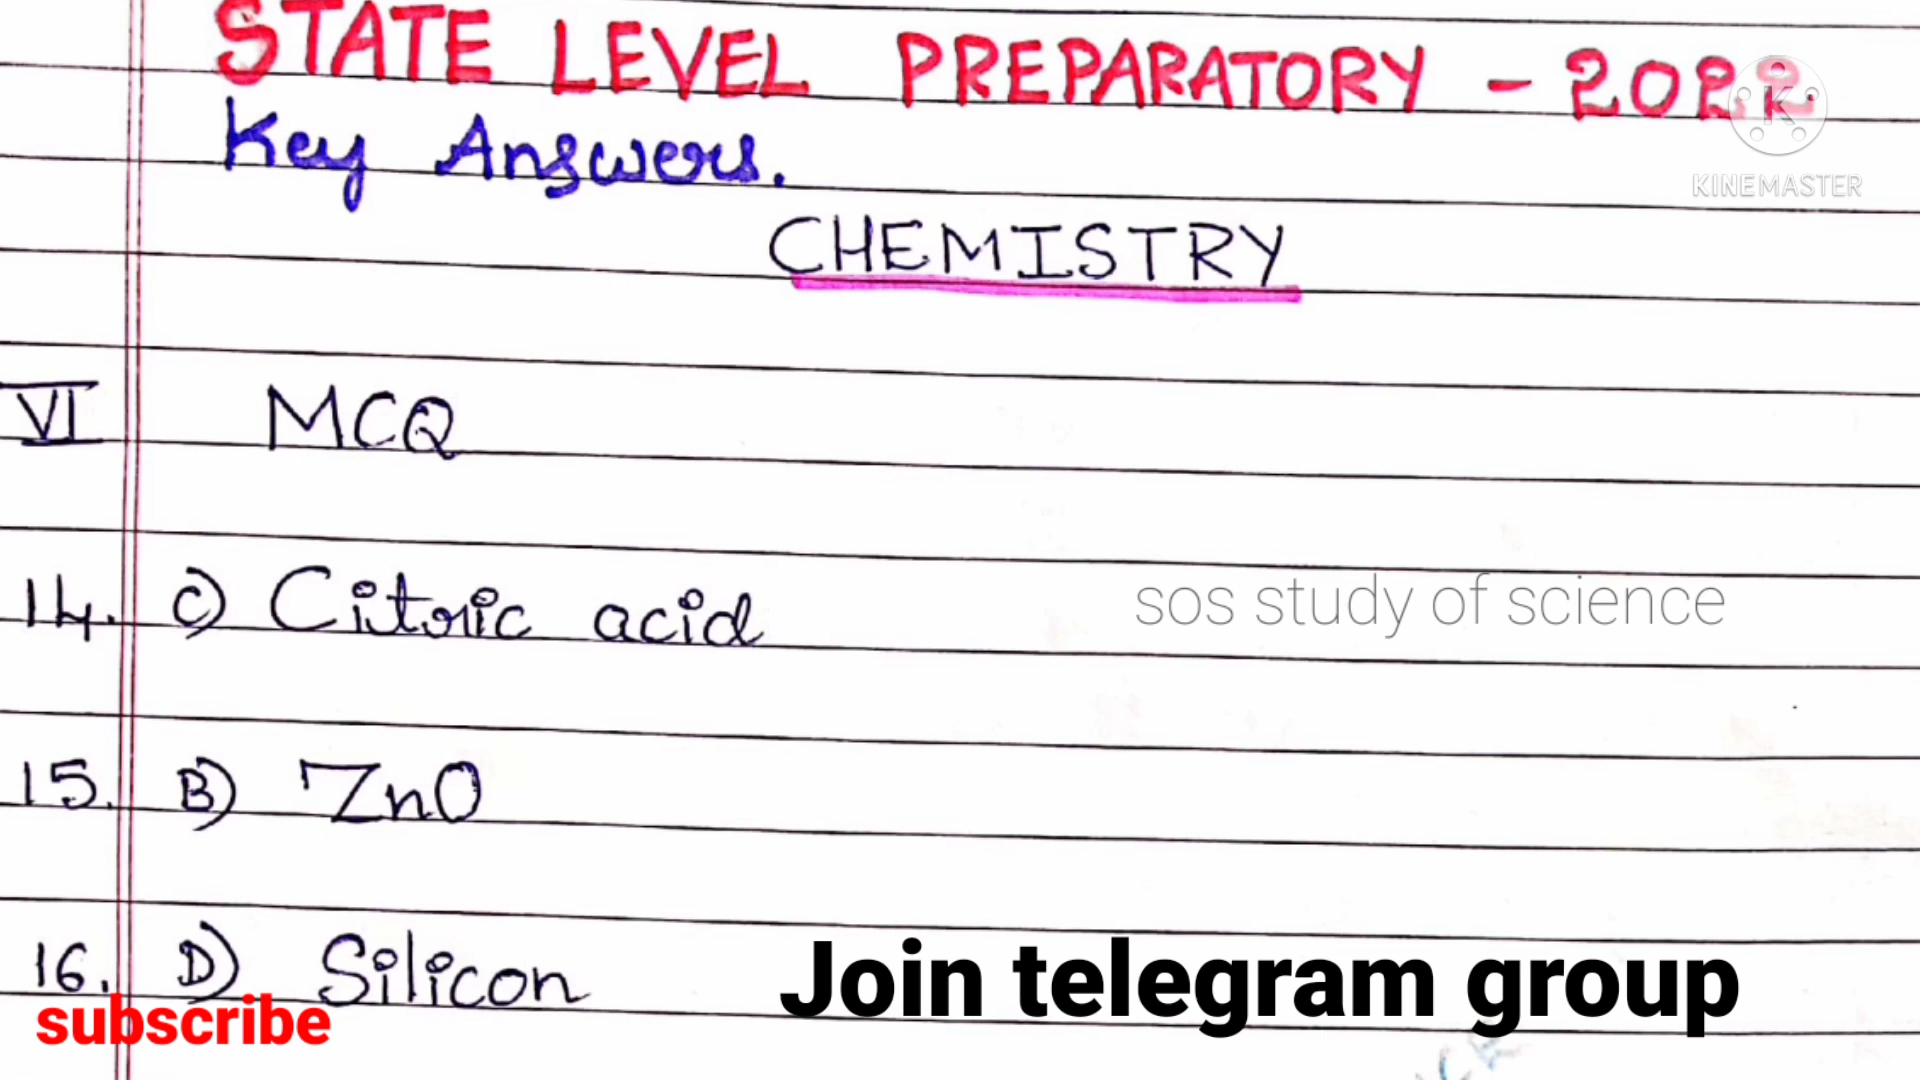 STATE LEVEL PREPARATORY - 2022
Key Answers.
KINEMASTER
CHEMISTRY
VI MCQ
14. C) Citric acid
sos study of science
15. B) ZnO
16. D) Silicon
subscribe
Join telegram group